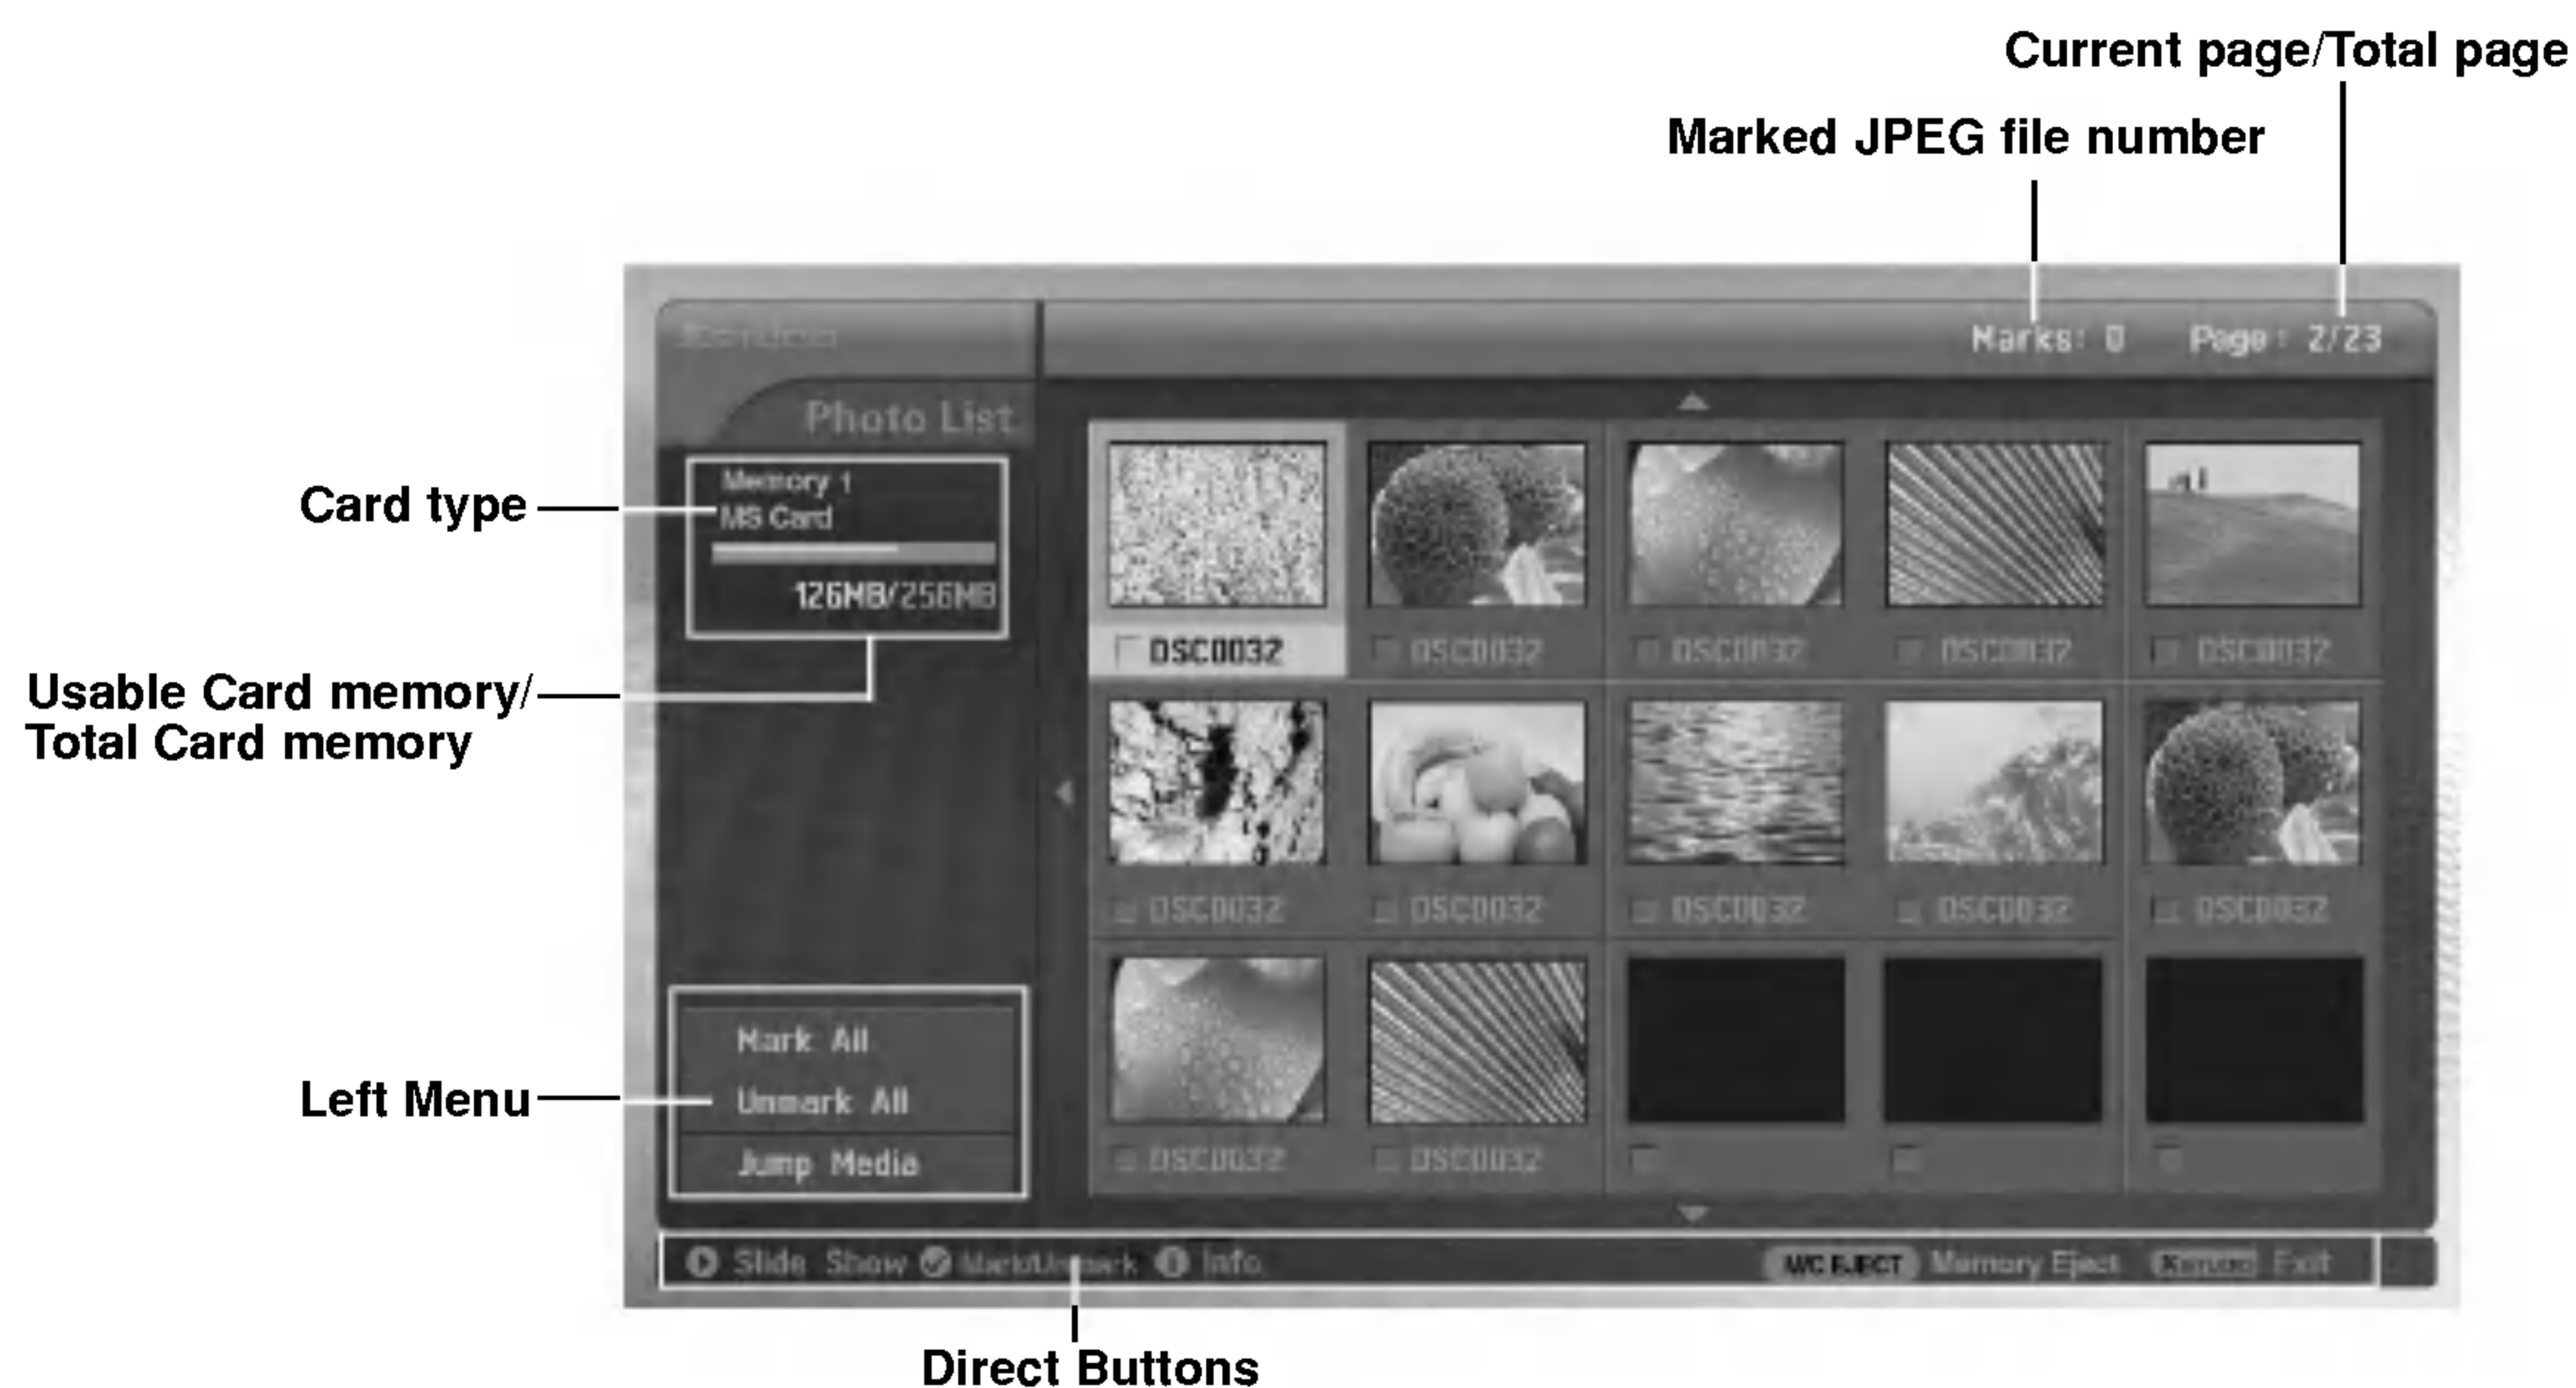 Current page/Total page
Marked JPEG file number
Marks: 0 Page: 2/23
Photo List
Card type
Memory 1
MS Card
126MB/256MB
Usable Card memory/
Total Card memory
DSC0032 DSC0032 DSC0032 DSC0032 DSC0032
DSC0032 DSC0032 DSC0032 DSC0032 DSC0032
DSC0032 DSC0032
Left Menu
Mark All
Unmark All
Jump Media
Slide Show Mark/Unmark Info. M/C EJECT Memory Eject Exit
Direct Buttons